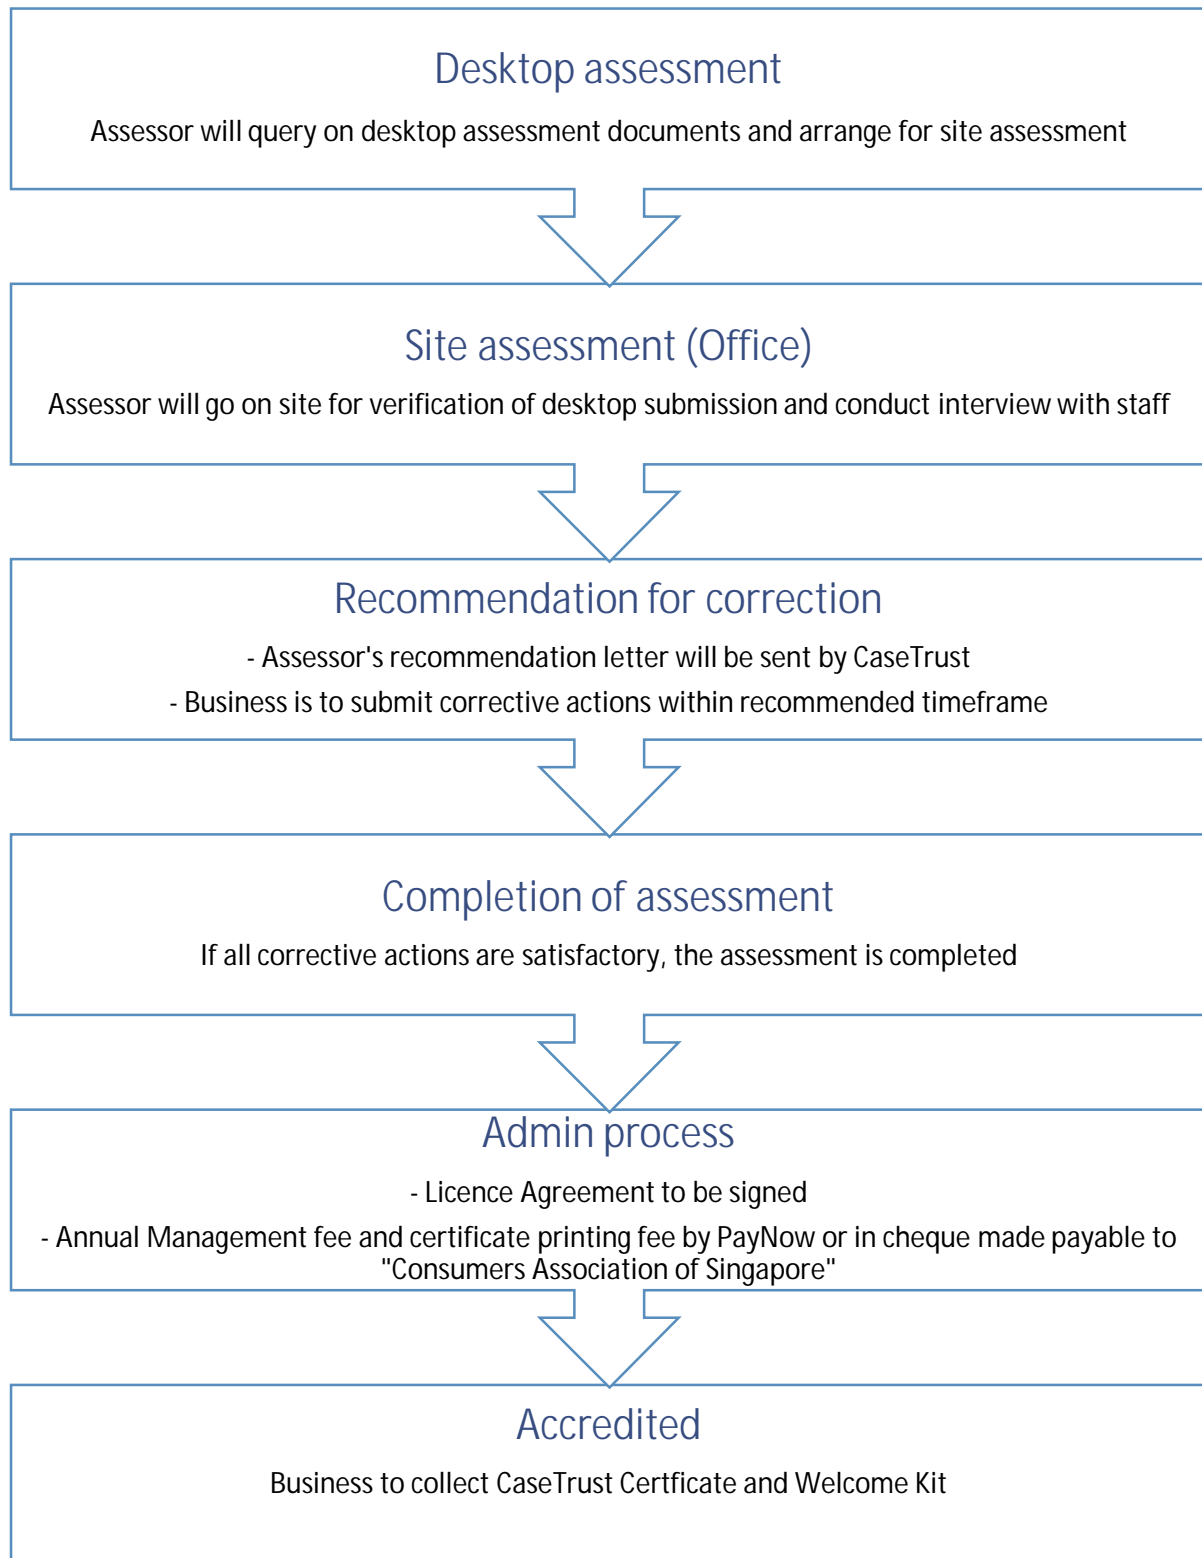 Desktop assessment
Assessor will query on desktop assessment documents and arrange for site assessment
Site assessment (Office)
Assessor will go on site for verification of desktop submission and conduct interview with staff
Recommendation for correction
- Assessor's recommendation letter will be sent by CaseTrust
- Business is to submit corrective actions within recommended timeframe
Completion of assessment
If all corrective actions are satisfactory, the assessment is completed
Admin process
- Licence Agreement to be signed
- Annual Management fee and certificate printing fee by PayNow or in cheque made payable to
"Consumers Association of Singapore"
Accredited
Business to collect CaseTrust Certficate and Welcome Kit